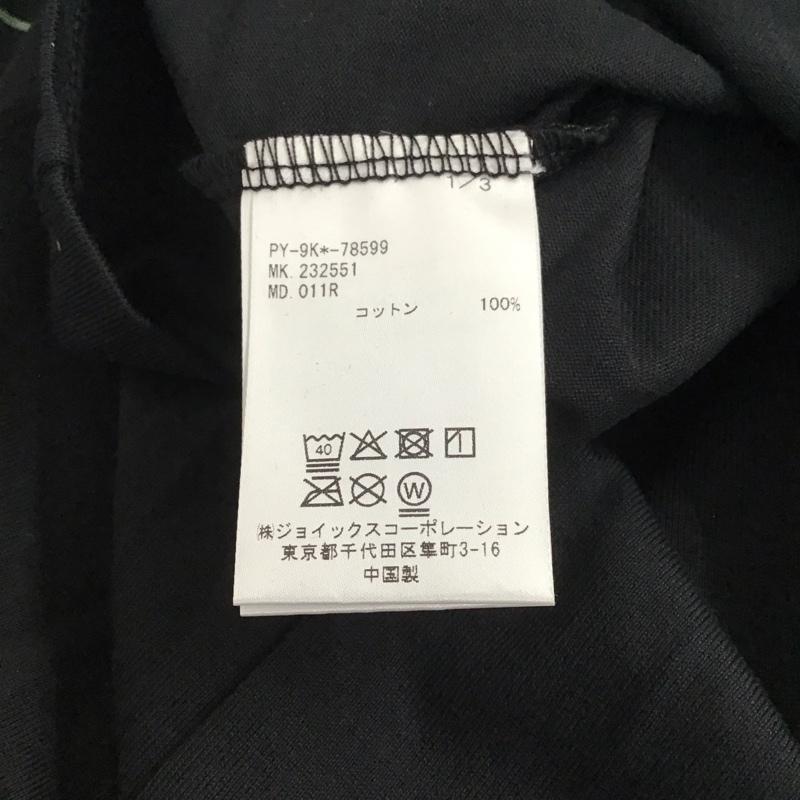 1/3
PY-9K*-78599
MK. 232551
MD. 011R
コットン 100%
40
W
㈱ジョイックスコーポレーション
東京都千代田区隼町3-16
中国製